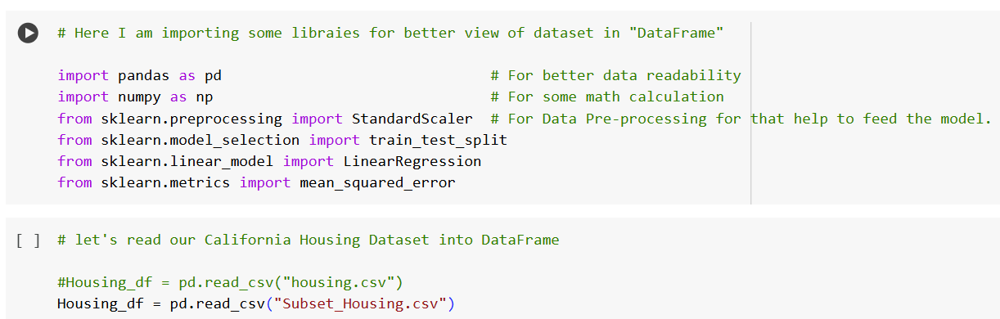 # Here I am importing some libraies for better view of dataset in "DataFrame"
import pandas as pd # For better data readability
import numpy as np # For some math calculation
from sklearn.preprocessing import StandardScaler # For Data Pre-processing for that help to feed the model.
from sklearn.model_selection import train_test_split
from sklearn.linear_model import LinearRegression
from sklearn.metrics import mean_squared_error
[ ] # let's read our California Housing Dataset into DataFrame
#Housing_df = pd.read_csv("housing.csv")
Housing_df = pd.read_csv("Subset_Housing.csv")